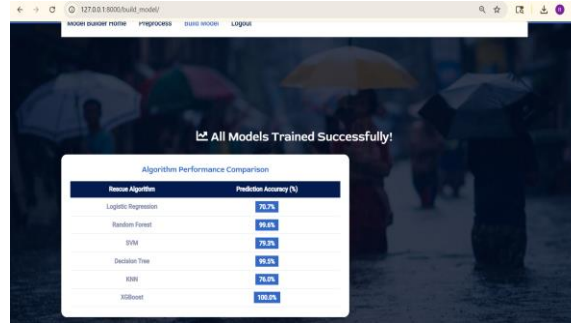 127.0.0.1:8000/build_model/
Model Builder Home Preprocess Build Model Logout
All Models Trained Successfully!
Algorithm Performance Comparison
Rescue Algorithm Prediction Accuracy (%)
Logistic Regression 70.7%
Random Forest 99.6%
SVM 79.3%
Decision Tree 99.5%
KNN 76.0%
XGBoost 100.0%